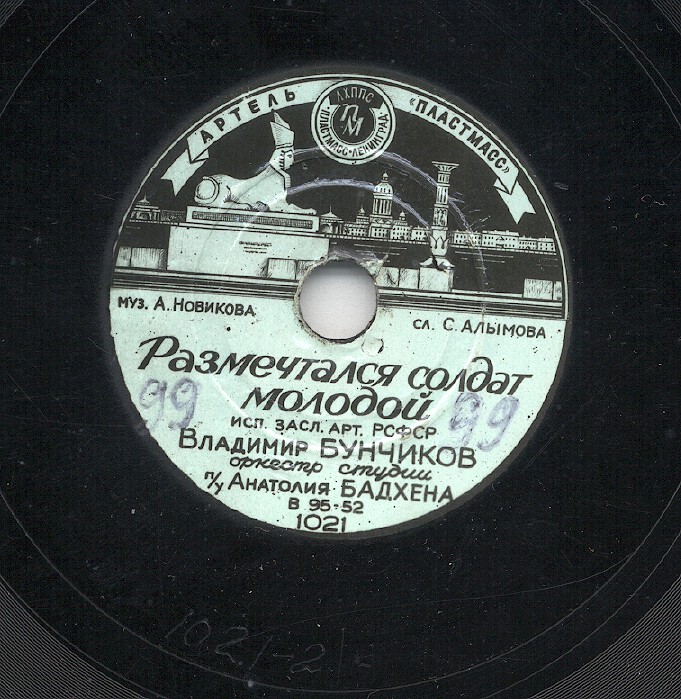 АРТЕЛЬ «ПЛАСТМАСС»
ЛХППС
ПМ
ПЛАСТМАСС•ЛЕНИНГРАД•
МУЗ. А. НОВИКОВА
СЛ. С. АЛЫМОВА
Размечтался солдат
молодой
99 99
ИСП. ЗАСЛ. АРТ. РСФСР
ВЛАДИМИР БУНЧИКОВ
оркестр студии
п/у АНАТОЛИЯ БАДХЕНА
В 95-52
1021
1021-2